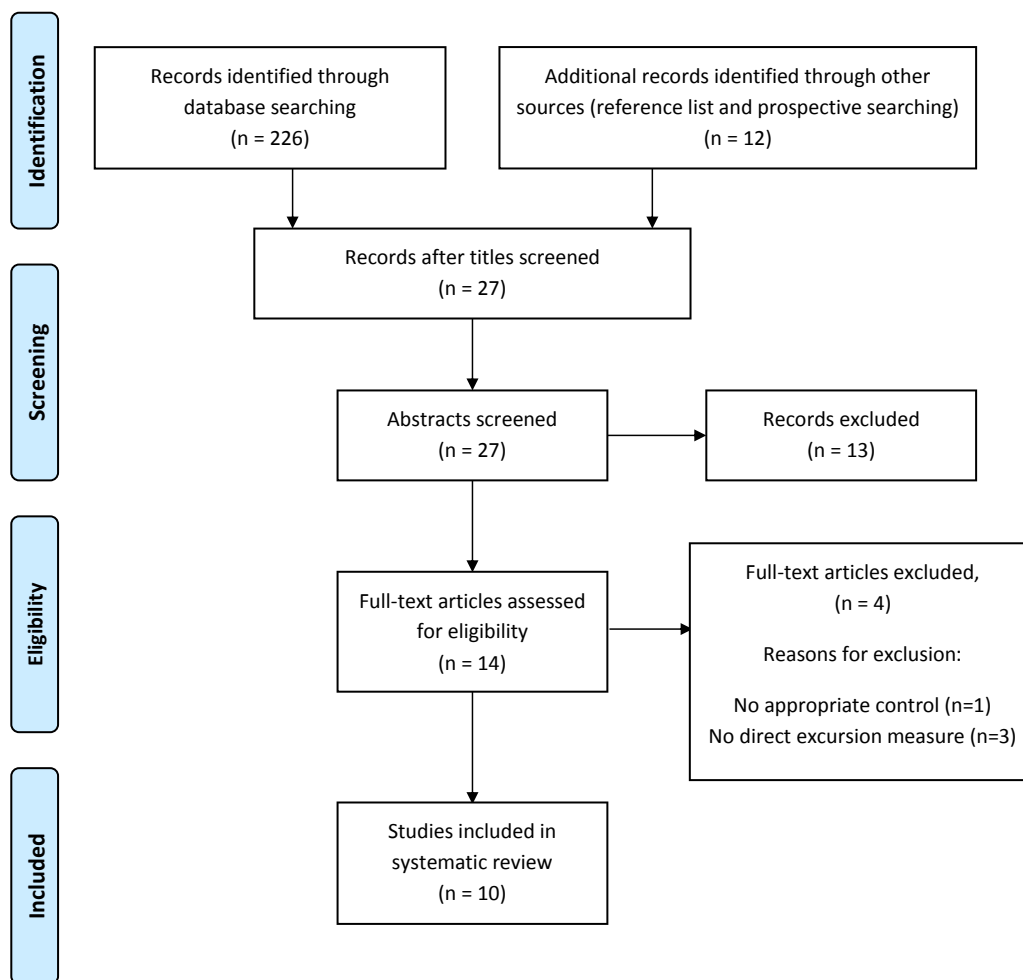 Identification
Records identified through
database searching
(n = 226)
Additional records identified through other
sources (reference list and prospective searching)
(n = 12)
Records after titles screened
(n = 27)
Screening
Abstracts screened
(n = 27)
Records excluded
(n = 13)
Eligibility
Full-text articles assessed
for eligibility
(n = 14)
Full-text articles excluded,
(n = 4)
Reasons for exclusion:
No appropriate control (n=1)
No direct excursion measure (n=3)
Included
Studies included in
systematic review
(n = 10)